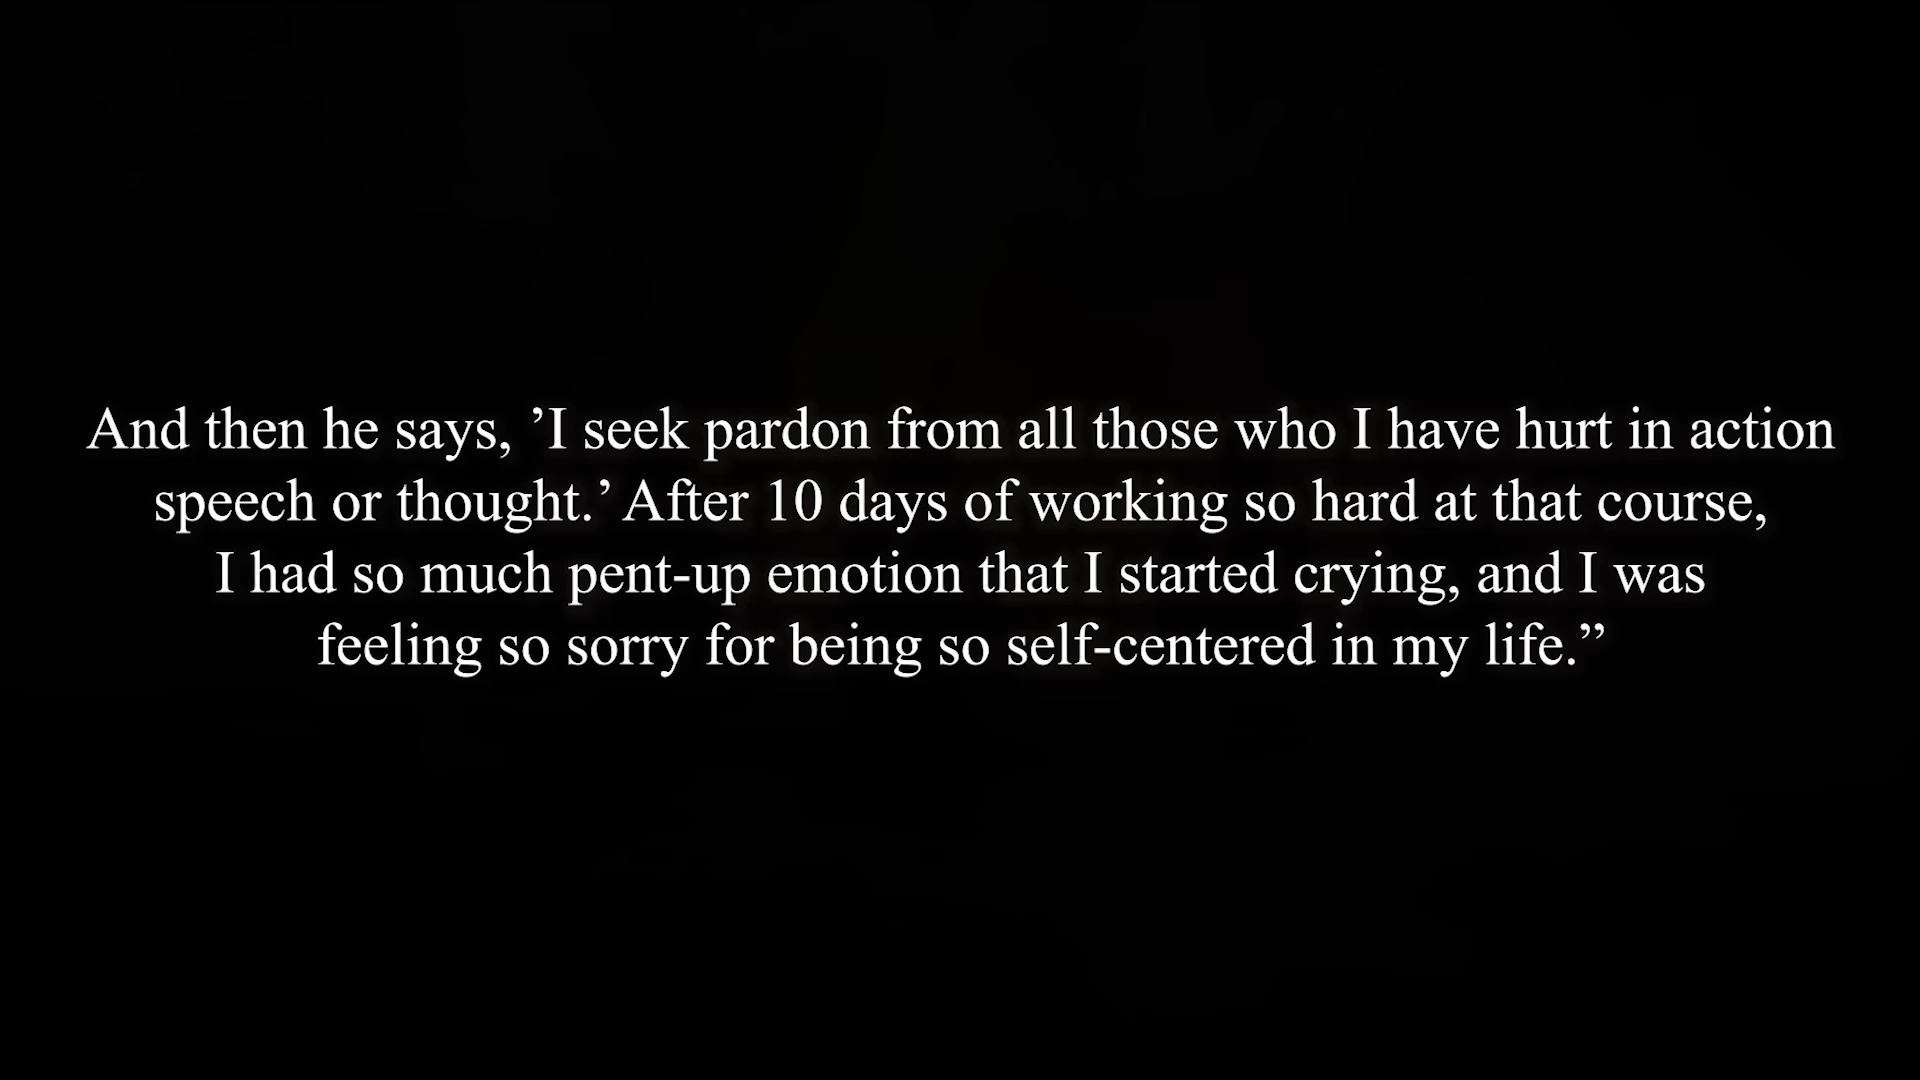 And then he says, ’I seek pardon from all those who I have hurt in action
speech or thought.’ After 10 days of working so hard at that course,
I had so much pent-up emotion that I started crying, and I was
feeling so sorry for being so self-centered in my life.”